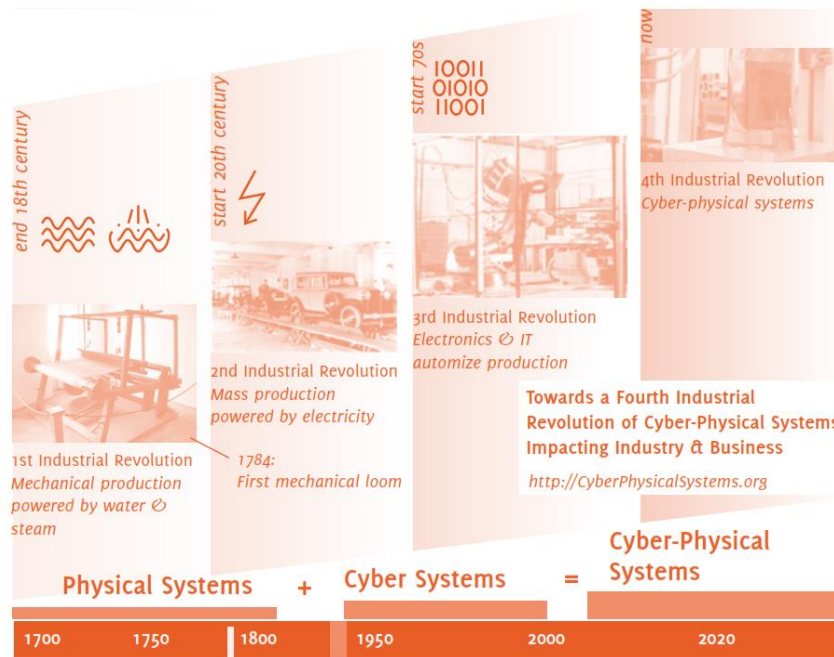 end 18th century
1st Industrial Revolution
Mechanical production
powered by water &
steam
1784:
First mechanical loom
start 20th century
2nd Industrial Revolution
Mass production
powered by electricity
start 70s
10011
01010
11001
3rd Industrial Revolution
Electronics & IT
automize production
now
4th Industrial Revolution
Cyber-physical systems
Towards a Fourth Industrial
Revolution of Cyber-Physical Systems
Impacting Industry & Business
http://CyberPhysicalSystems.org
Physical Systems + Cyber Systems = Cyber-Physical
Systems
1700 1750 1800 1950 2000 2020